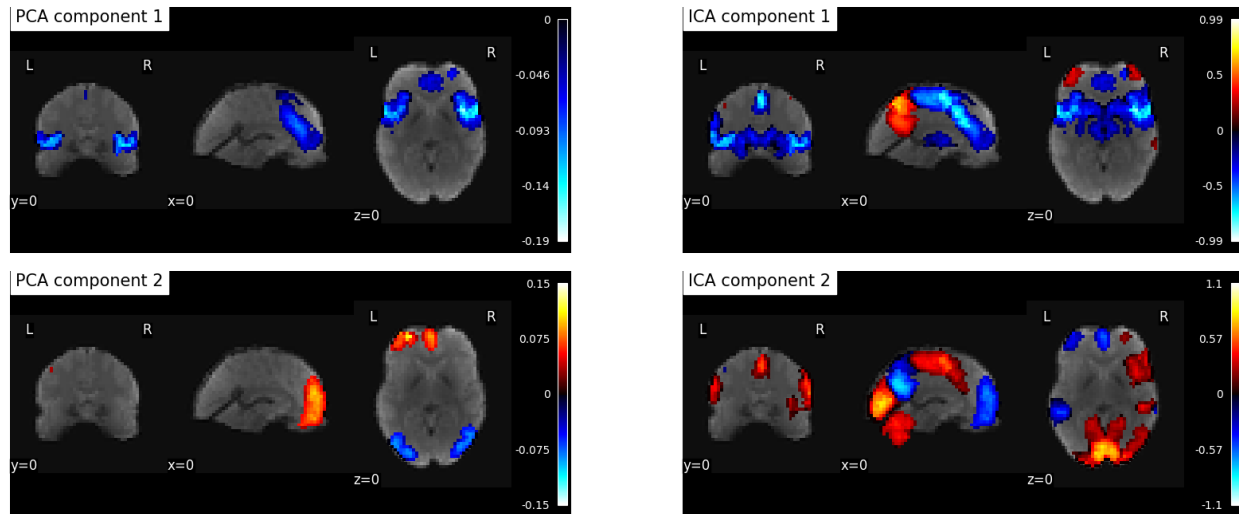 PCA component 1
L
R
y=0
x=0
L
R
z=0
0
-0.046
-0.093
-0.14
-0.19
ICA component 1
L
R
y=0
x=0
L
R
z=0
0.99
0.5
0
-0.5
-0.99
PCA component 2
L
R
y=0
x=0
L
R
z=0
0.15
0.075
0
-0.075
-0.15
ICA component 2
L
R
y=0
x=0
L
R
z=0
1.1
0.57
0
-0.57
-1.1